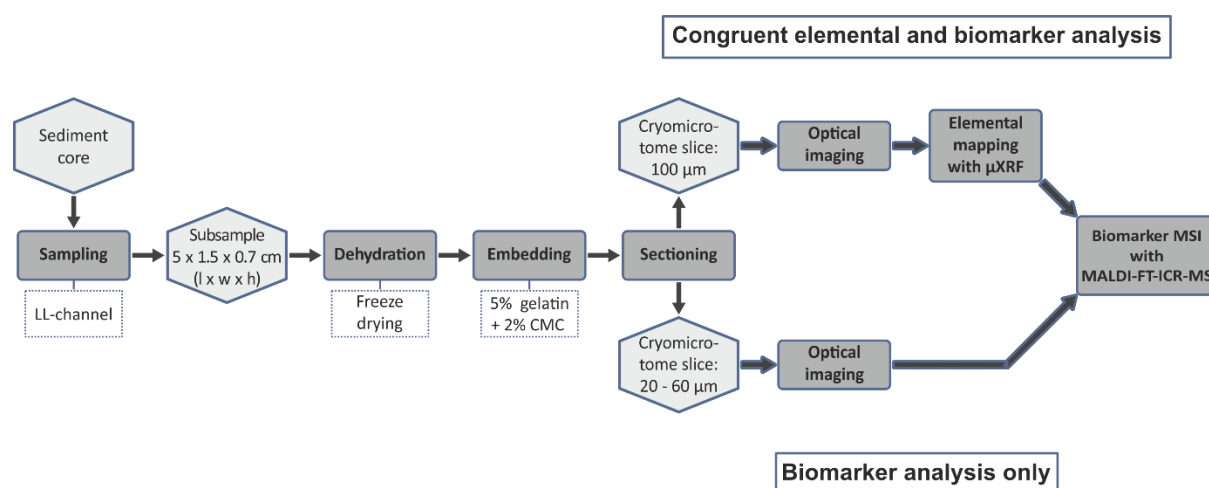 Congruent elemental and biomarker analysis
Sediment
core
Sampling
LL-channel
Subsample
5 x 1.5 x 0.7 cm
(l x w x h)
Dehydration
Freeze
drying
Embedding
5% gelatin
+ 2% CMC
Sectioning
Cryomicro-
tome slice:
100 µm
Optical
imaging
Elemental
mapping
with µXRF
Cryomicro-
tome slice:
20 - 60 µm
Optical
imaging
Biomarker MSI
with
MALDI-FT-ICR-MS
Biomarker analysis only